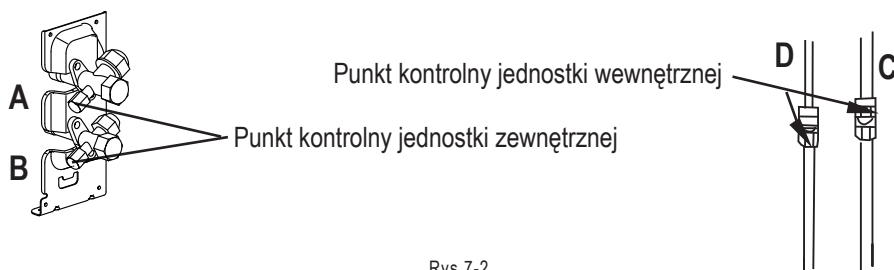 A
B
Punkt kontrolny jednostki zewnętrznej
Punkt kontrolny jednostki wewnętrznej
D
C
Rys.7-2